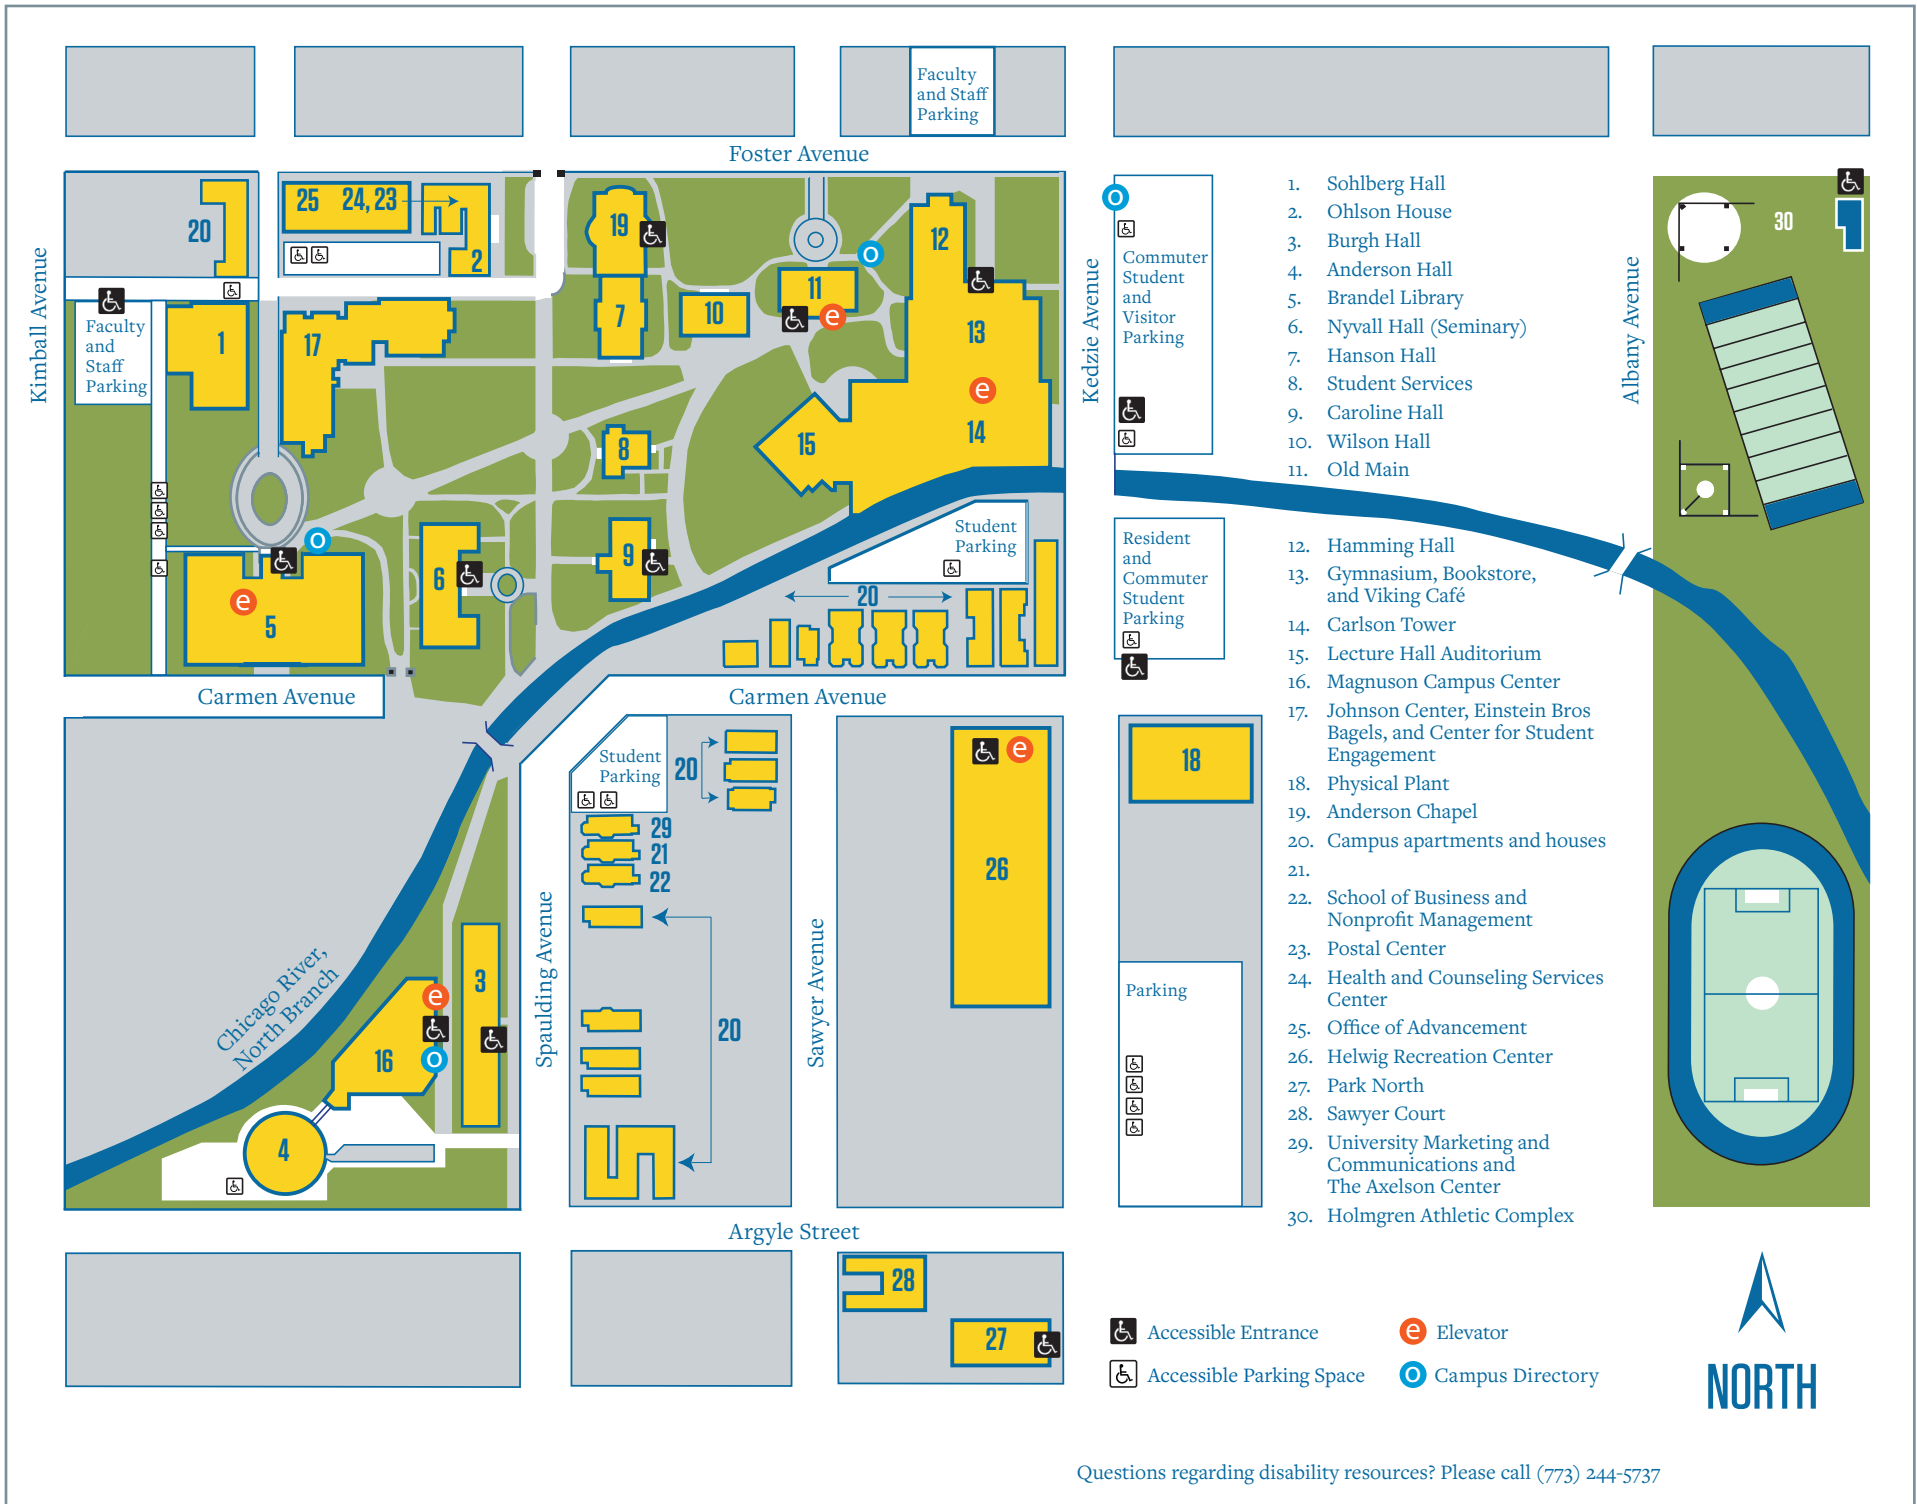 Faculty
and Staff
Parking
Foster Avenue
Kimball Avenue
Kedzie Avenue
Albany Avenue
20
25
24, 23
2
19
12
11
10
7
13
1
17
Faculty
and
Staff
Parking
14
15
8
9
6
5
Commuter
Student
and
Visitor
Parking
30
Student
Parking
20
Resident
and
Commuter
Student
Parking
Carmen Avenue
Carmen Avenue
Student
Parking
20
29
21
22
18
26
Chicago River,
North Branch
Spaulding Avenue
Sawyer Avenue
3
16
4
20
Parking
Argyle Street
28
27
o
o
o
o
e
e
e
e
e
1. Sohlberg Hall
2. Ohlson House
3. Burgh Hall
4. Anderson Hall
5. Brandel Library
6. Nyvall Hall (Seminary)
7. Hanson Hall
8. Student Services
9. Caroline Hall
10. Wilson Hall
11. Old Main
12. Hamming Hall
13. Gymnasium, Bookstore,
and Viking Café
14. Carlson Tower
15. Lecture Hall Auditorium
16. Magnuson Campus Center
17. Johnson Center, Einstein Bros
Bagels, and Center for Student
Engagement
18. Physical Plant
19. Anderson Chapel
20. Campus apartments and houses
21.
22. School of Business and
Nonprofit Management
23. Postal Center
24. Health and Counseling Services
Center
25. Office of Advancement
26. Helwig Recreation Center
27. Park North
28. Sawyer Court
29. University Marketing and
Communications and
The Axelson Center
30. Holmgren Athletic Complex
Accessible Entrance
e Elevator
Accessible Parking Space
o Campus Directory
NORTH
Questions regarding disability resources? Please call (773) 244-5737